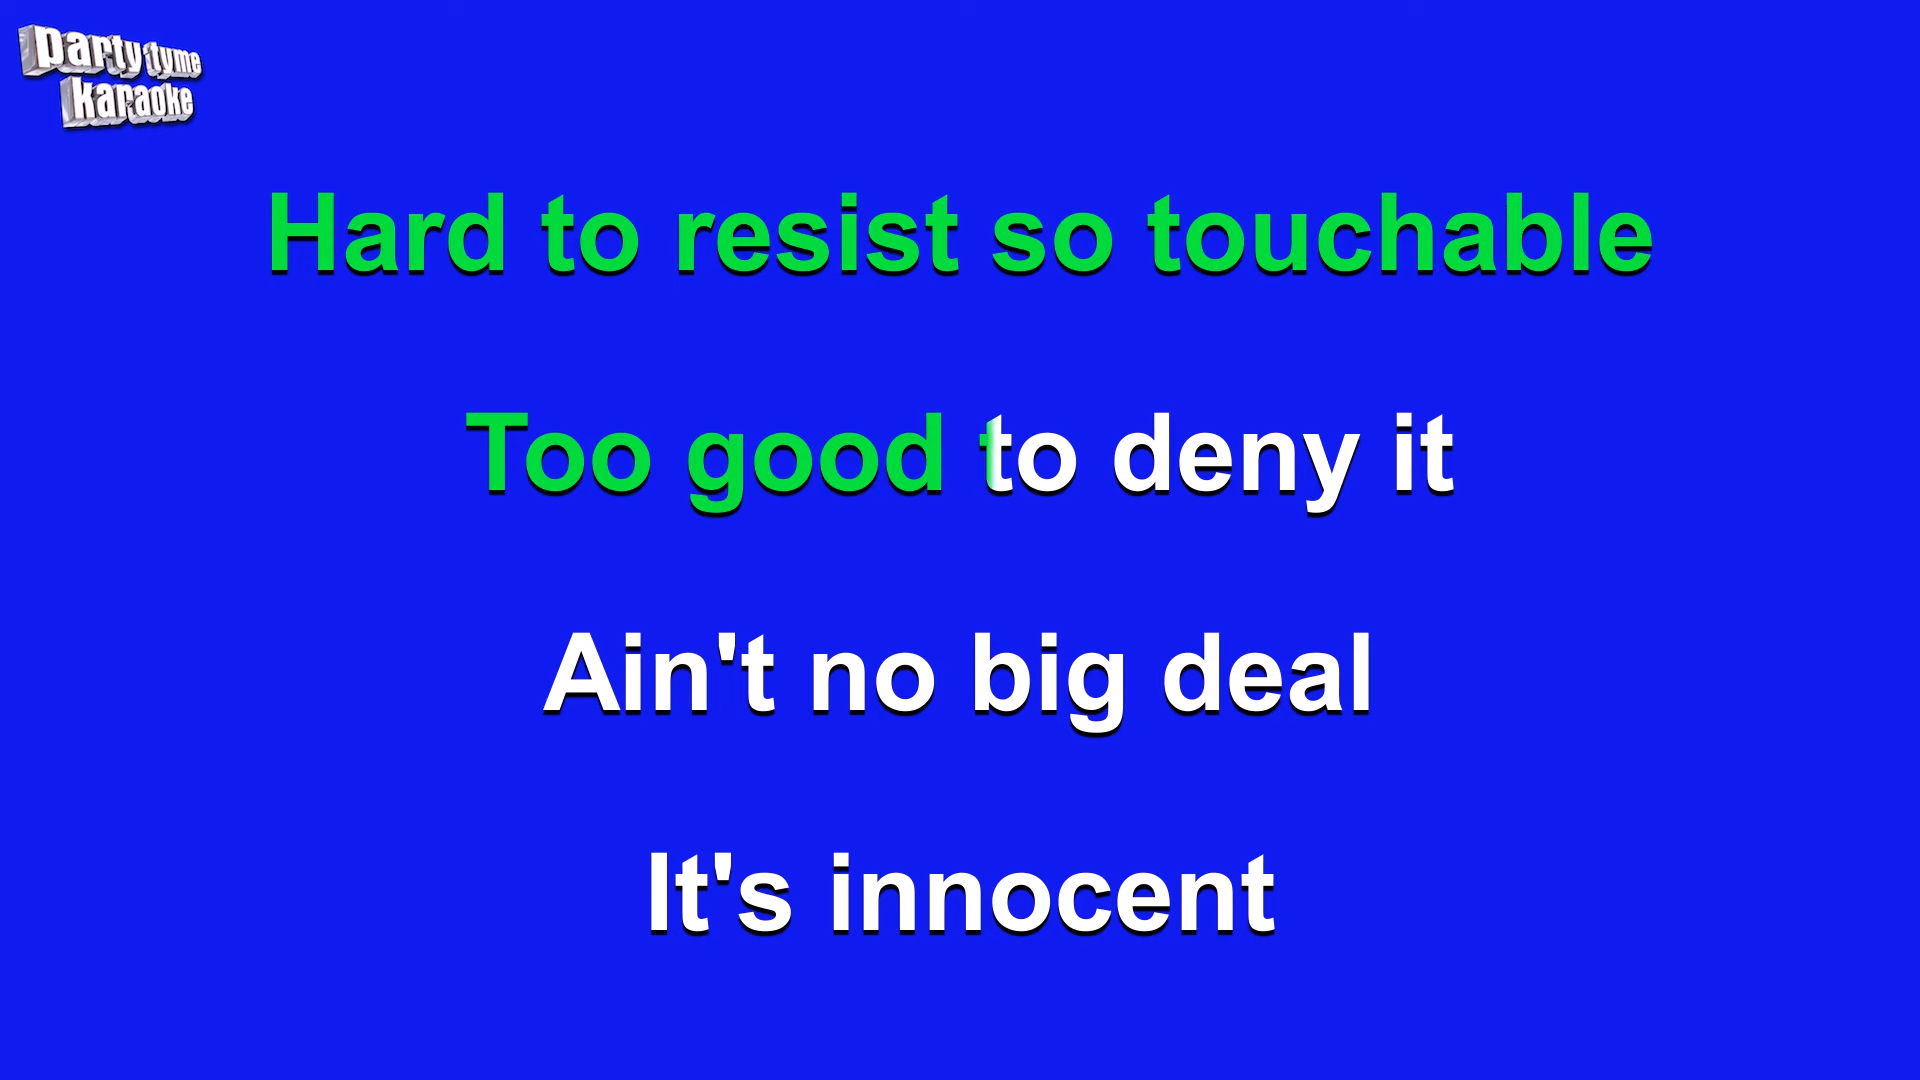 party tyme
karaoke
Hard to resist so touchable
Too good to deny it
Ain't no big deal
It's innocent